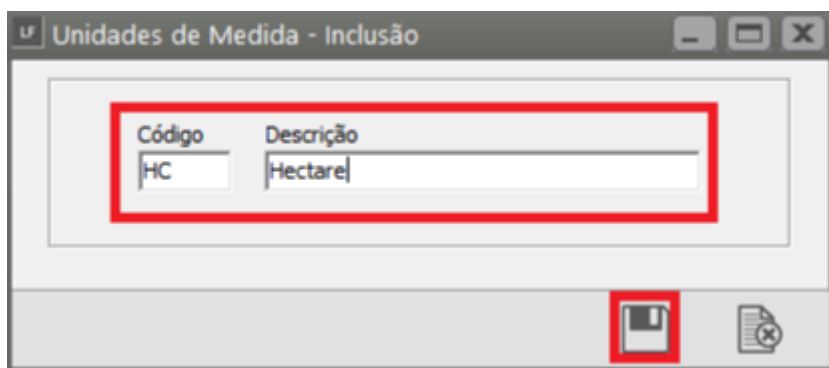 LF Unidades de Medida - Inclusão
Código Descrição
HC Hectare